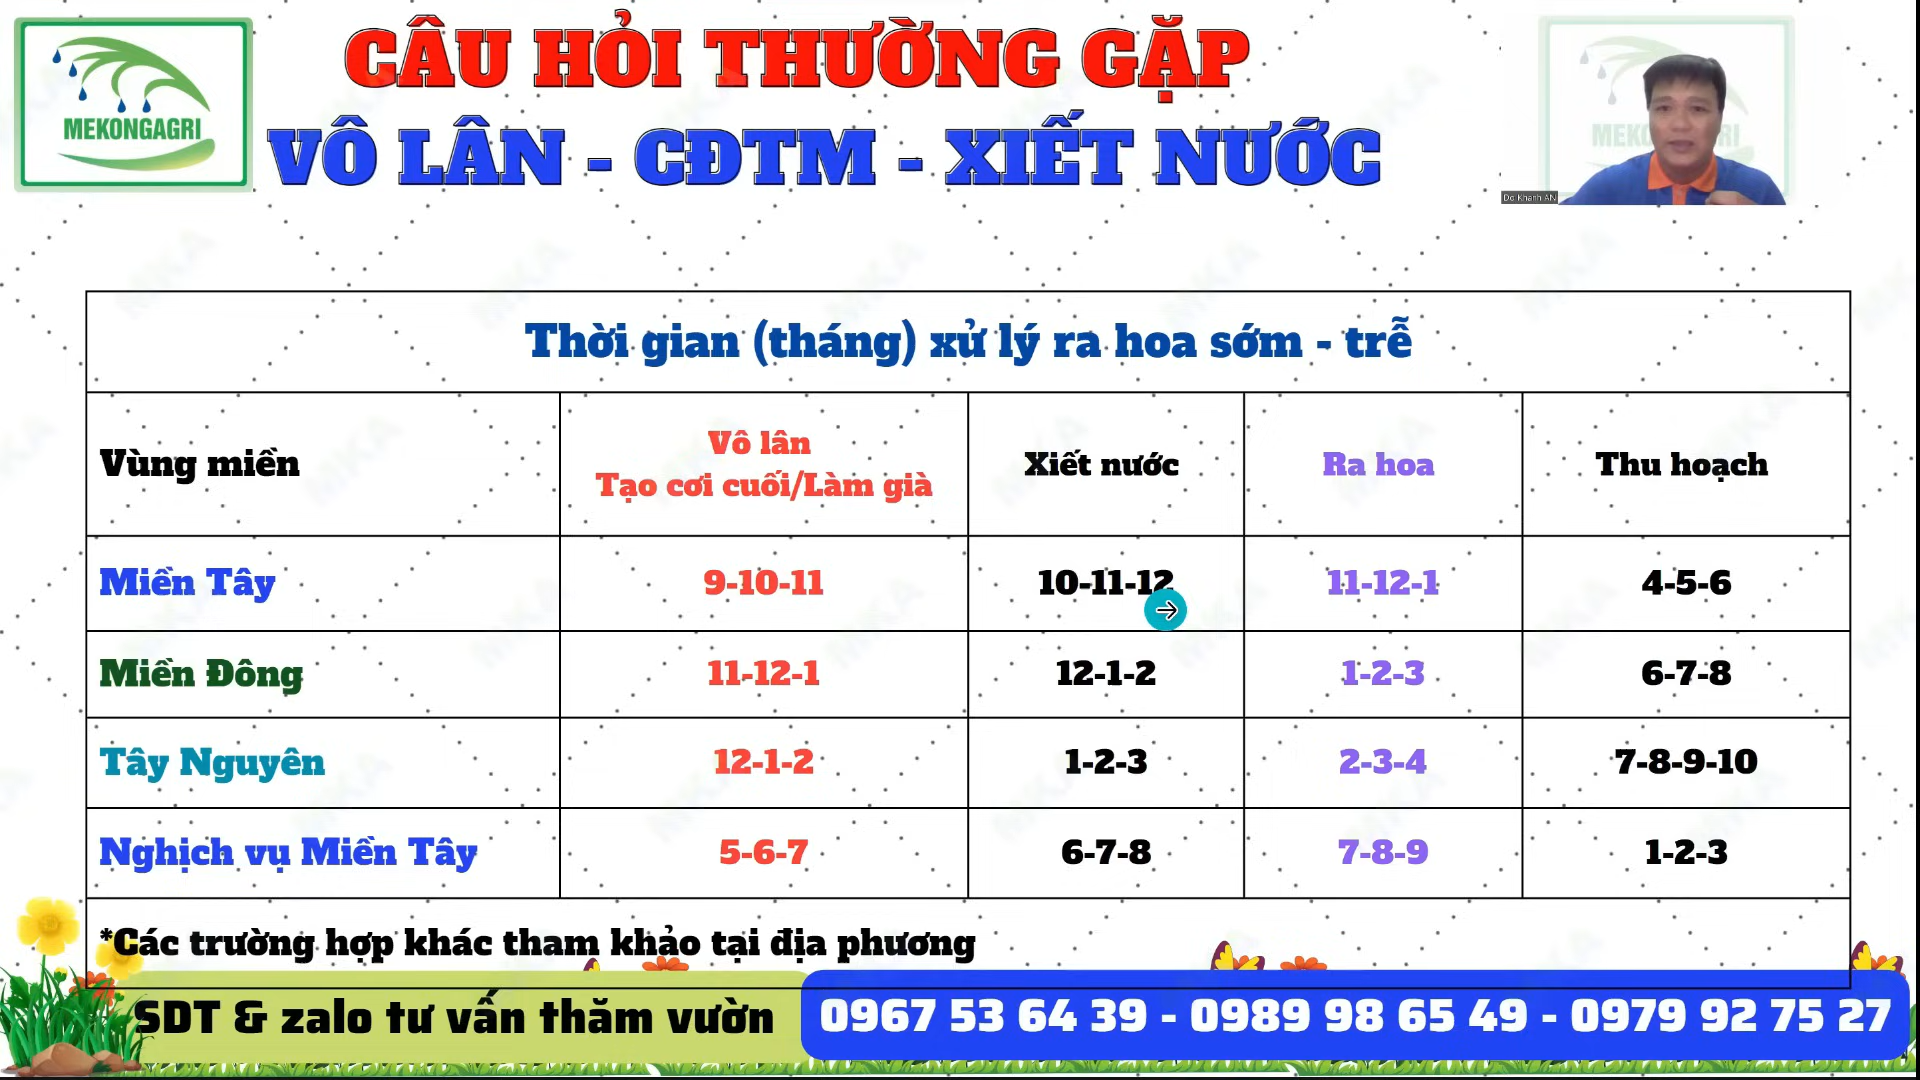 MEKONGAGRI
CÂU HỎI THƯỜNG GẶP
VÔ LÂN - CĐTM - XIẾT NƯỚC
Do Khanh AN
Thời gian (tháng) xử lý ra hoa sớm - trễ
Vùng miền
Vô lân
Tạo cơi cuối/Làm già
Xiết nước
Ra hoa
Thu hoạch
Miền Tây
9-10-11
10-11-12
11-12-1
4-5-6
Miền Đông
11-12-1
12-1-2
1-2-3
6-7-8
Tây Nguyên
12-1-2
1-2-3
2-3-4
7-8-9-10
Nghịch vụ Miền Tây
5-6-7
6-7-8
7-8-9
1-2-3
*Các trường hợp khác tham khảo tại địa phương
SDT & zalo tư vấn thăm vườn
0967 53 64 39 - 0989 98 65 49 - 0979 92 75 27